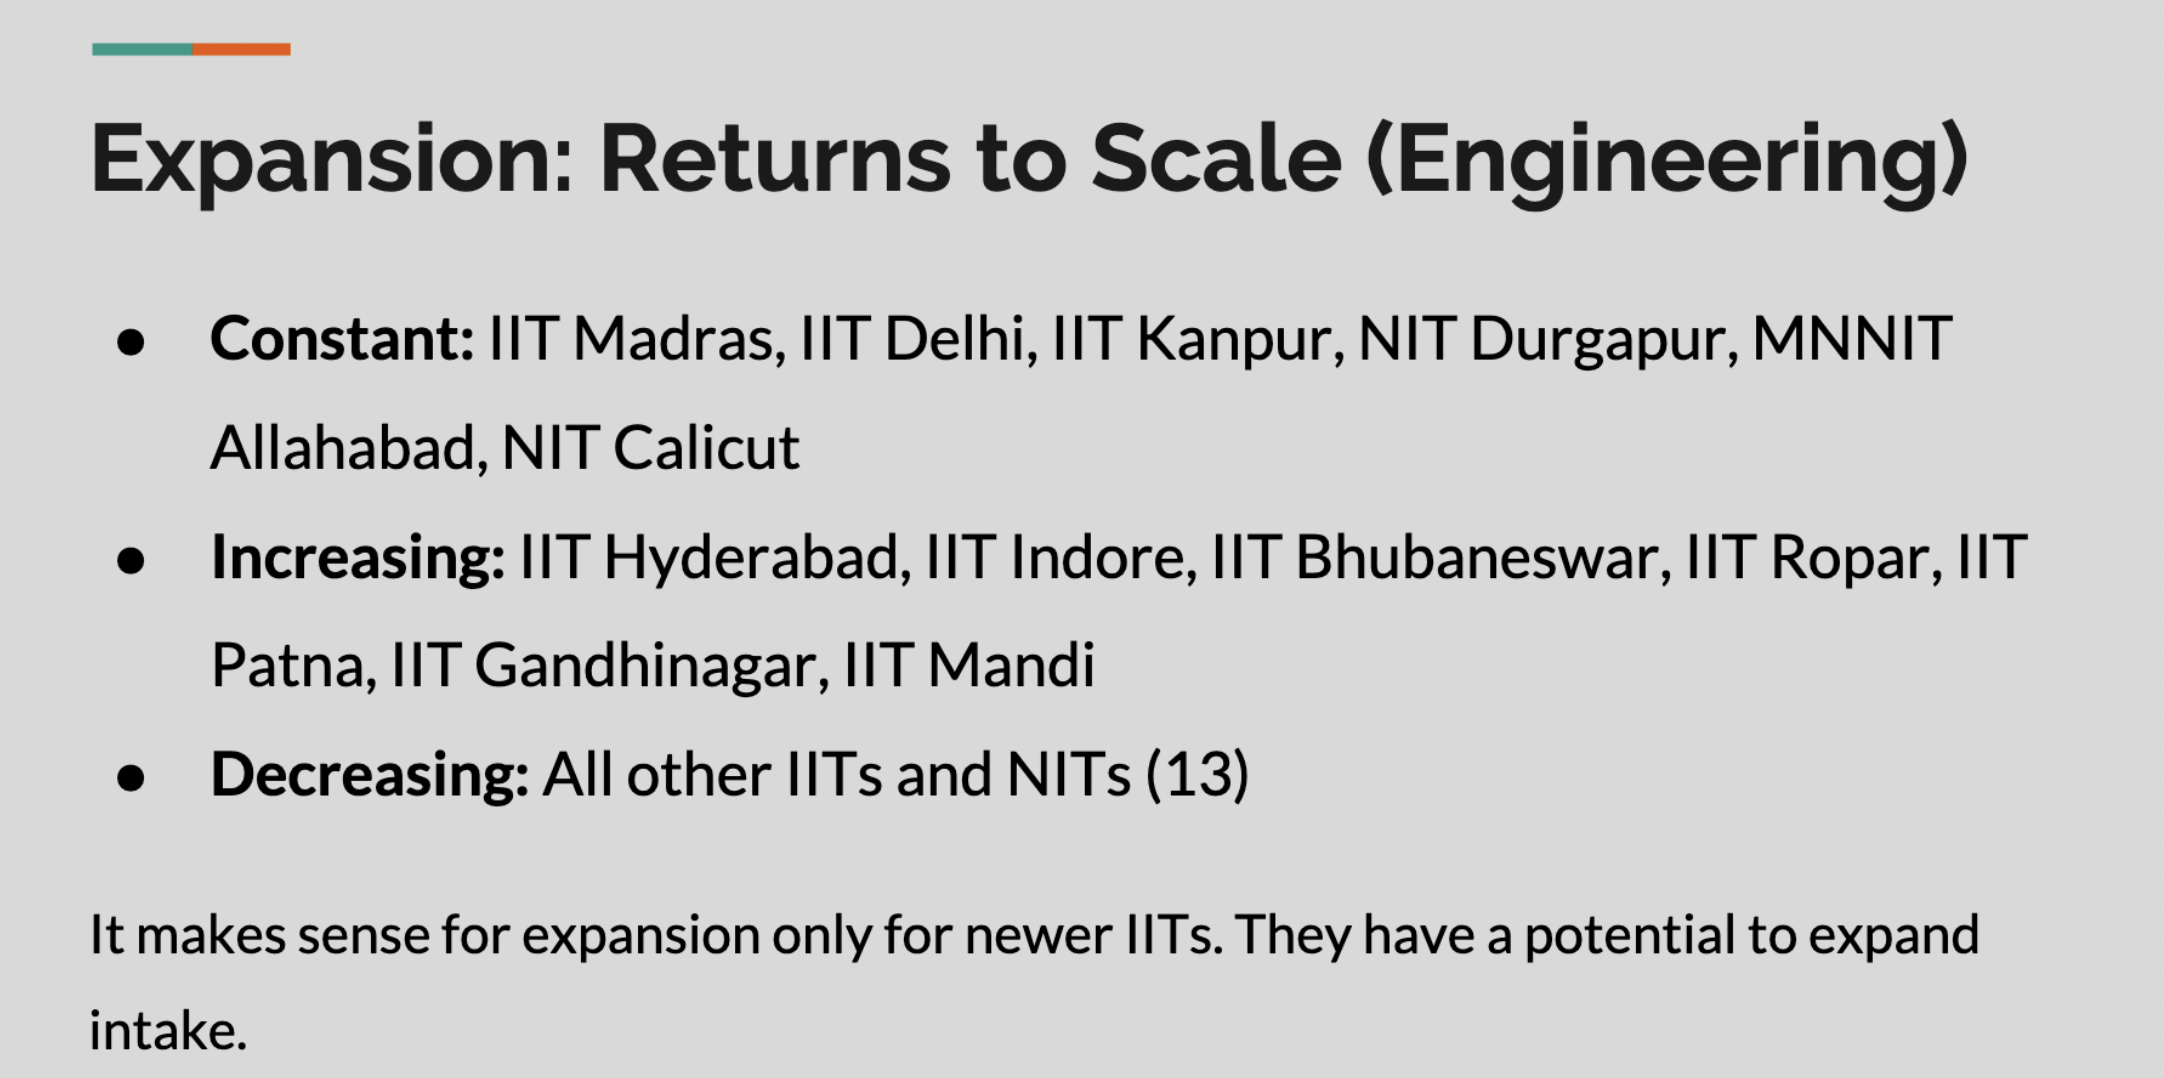 Expansion: Returns to Scale (Engineering)
● Constant: IIT Madras, IIT Delhi, IIT Kanpur, NIT Durgapur, MNNIT
Allahabad, NIT Calicut
● Increasing: IIT Hyderabad, IIT Indore, IIT Bhubaneswar, IIT Ropar, IIT
Patna, IIT Gandhinagar, IIT Mandi
● Decreasing: All other IITs and NITs (13)
It makes sense for expansion only for newer IITs. They have a potential to expand
intake.